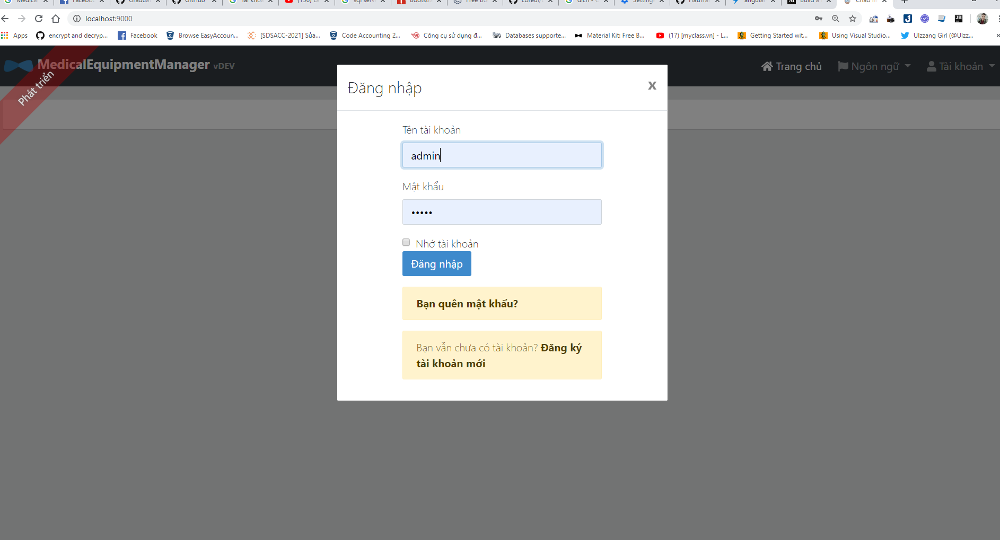 localhost:9000
Apps encrypt and decryp... Facebook Browse EasyAccoun... [SDSACC-2021] Sửa... Code Accounting 2... Công cụ sử dụng đ... Databases supporte... Material Kit: Free B... (17) [myclass.vn] - L... Getting Started wit... Using Visual Studio... Ulzzang Girl (@Ulzz...
MedicalEquipmentManager vDEV
Trang chủ Ngôn ngữ Tài khoản
Phát triển
Đăng nhập
x
Tên tài khoản
admin
Mật khẩu
•••••
Nhớ tài khoản
Đăng nhập
Bạn quên mật khẩu?
Bạn vẫn chưa có tài khoản? Đăng ký
tài khoản mới